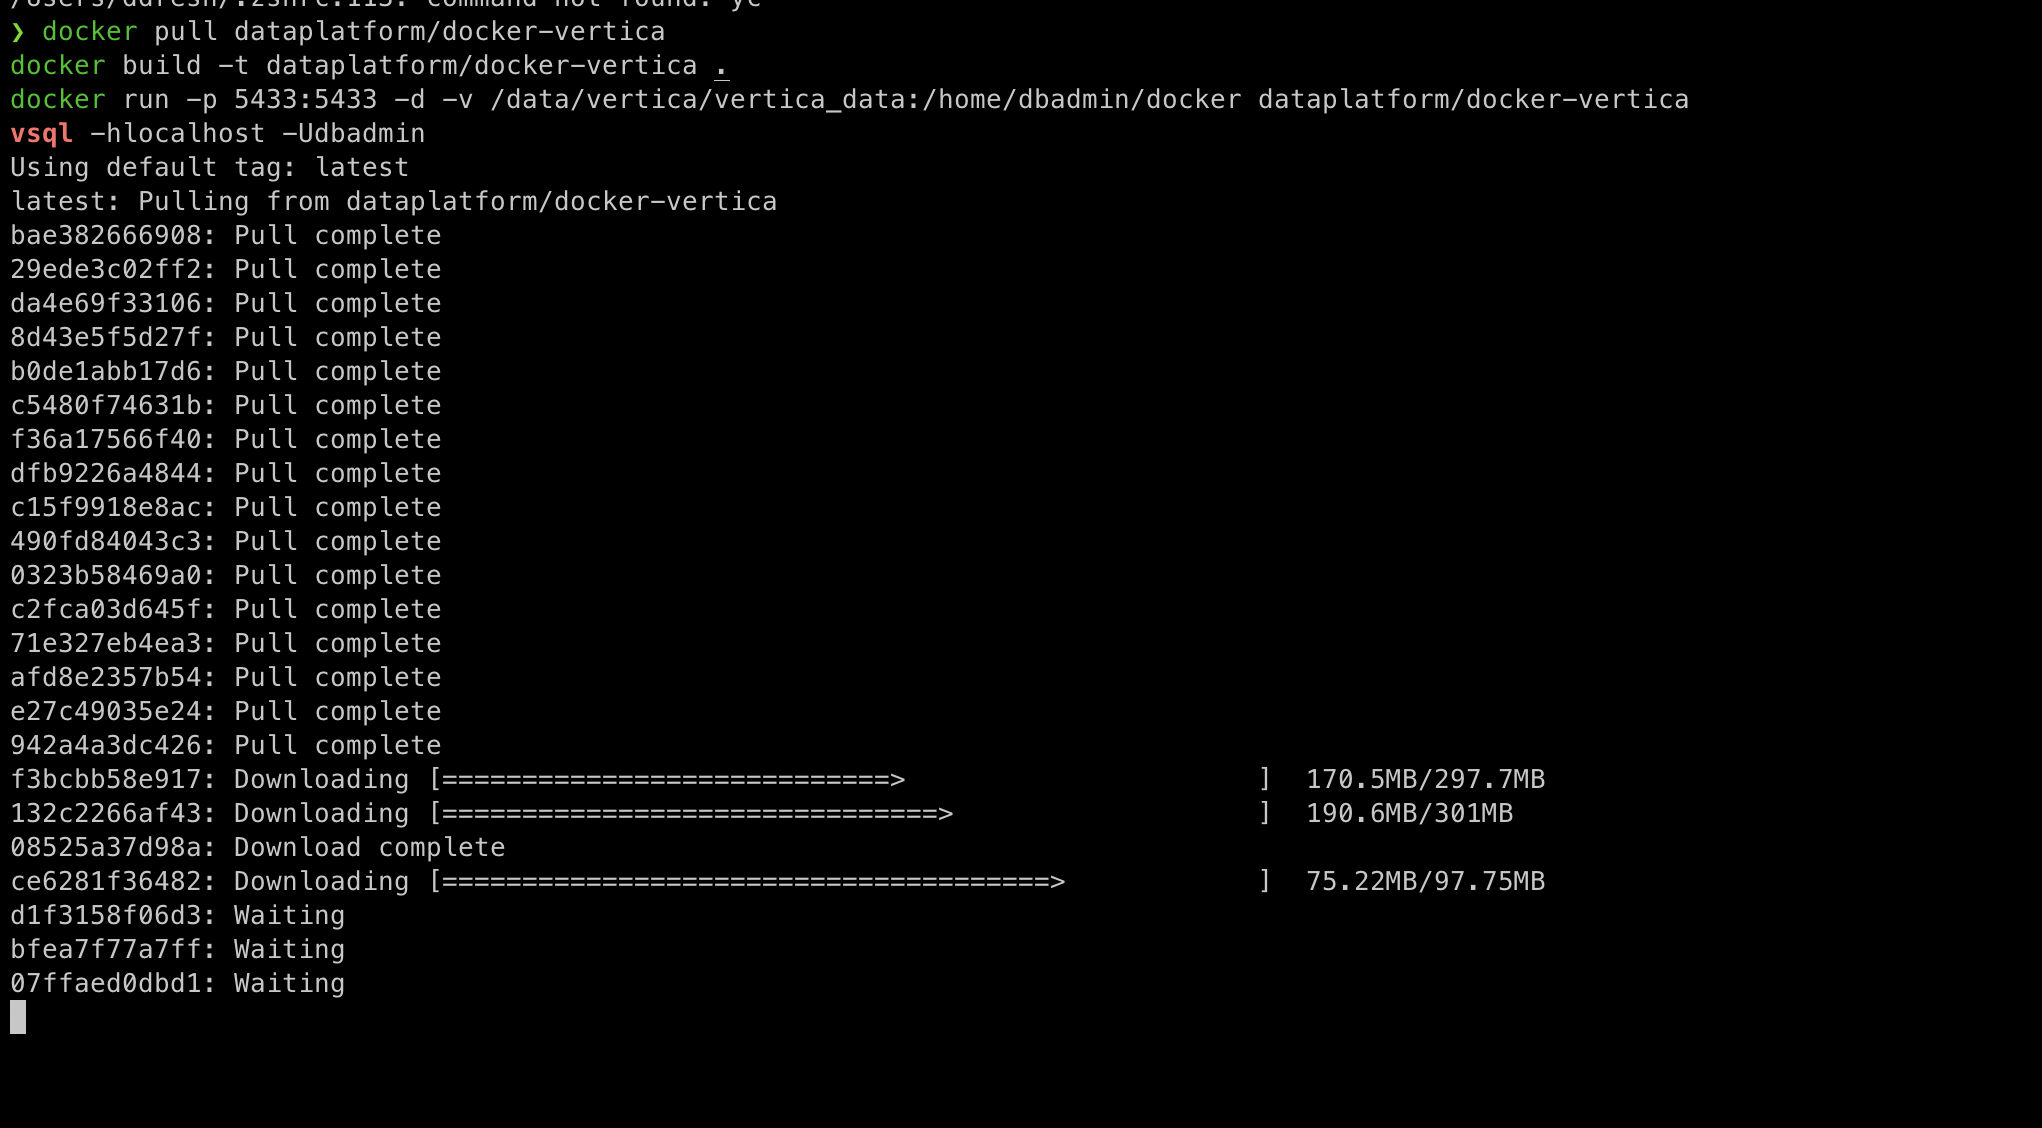 command not found: yc
❯ docker pull dataplatform/docker-vertica
docker build -t dataplatform/docker-vertica .
docker run -p 5433:5433 -d -v /data/vertica/vertica_data:/home/dbadmin/docker dataplatform/docker-vertica
vsql -hlocalhost -Udbadmin
Using default tag: latest
latest: Pulling from dataplatform/docker-vertica
bae382666908: Pull complete
29ede3c02ff2: Pull complete
da4e69f33106: Pull complete
8d43e5f5d27f: Pull complete
b0de1abb17d6: Pull complete
c5480f74631b: Pull complete
f36a17566f40: Pull complete
dfb9226a4844: Pull complete
c15f9918e8ac: Pull complete
490fd84043c3: Pull complete
0323b58469a0: Pull complete
c2fca03d645f: Pull complete
71e327eb4ea3: Pull complete
afd8e2357b54: Pull complete
e27c49035e24: Pull complete
942a4a3dc426: Pull complete
f3bcbb58e917: Downloading [============================>                      ]  170.5MB/297.7MB
132c2266af43: Downloading [===============================>                   ]  190.6MB/301MB
08525a37d98a: Download complete
ce6281f36482: Downloading [======================================>            ]  75.22MB/97.75MB
d1f3158f06d3: Waiting
bfea7f77a7ff: Waiting
07ffaed0dbd1: Waiting